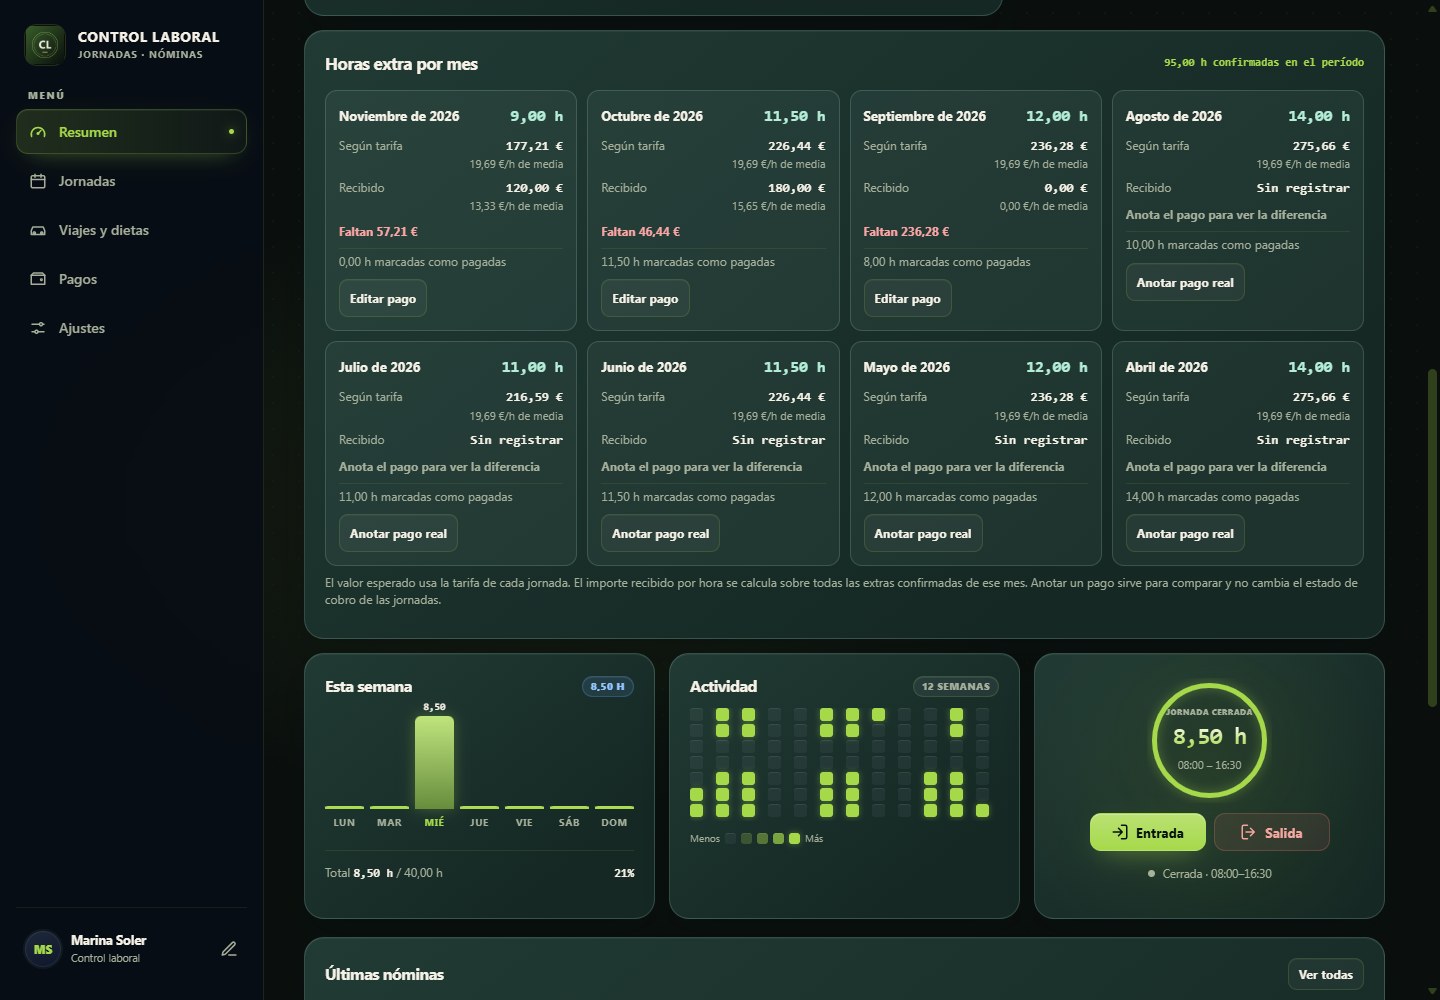 CL
CONTROL LABORAL
JORNADAS · NÓMINAS
MENÚ
Resumen
Jornadas
Viajes y dietas
Pagos
Ajustes
MS
Marina Soler
Control laboral
Horas extra por mes
95,00 h confirmadas en el período
Noviembre de 2026 9,00 h
Según tarifa 177,21 €
19,69 €/h de media
Recibido 120,00 €
13,33 €/h de media
Faltan 57,21 €
0,00 h marcadas como pagadas
Editar pago
Octubre de 2026 11,50 h
Según tarifa 226,44 €
19,69 €/h de media
Recibido 180,00 €
15,65 €/h de media
Faltan 46,44 €
11,50 h marcadas como pagadas
Editar pago
Septiembre de 2026 12,00 h
Según tarifa 236,28 €
19,69 €/h de media
Recibido 0,00 €
0,00 €/h de media
Faltan 236,28 €
8,00 h marcadas como pagadas
Editar pago
Agosto de 2026 14,00 h
Según tarifa 275,66 €
19,69 €/h de media
Recibido Sin registrar
Anota el pago para ver la diferencia
10,00 h marcadas como pagadas
Anotar pago real
Julio de 2026 11,00 h
Según tarifa 216,59 €
19,69 €/h de media
Recibido Sin registrar
Anota el pago para ver la diferencia
11,00 h marcadas como pagadas
Anotar pago real
Junio de 2026 11,50 h
Según tarifa 226,44 €
19,69 €/h de media
Recibido Sin registrar
Anota el pago para ver la diferencia
11,50 h marcadas como pagadas
Anotar pago real
Mayo de 2026 12,00 h
Según tarifa 236,28 €
19,69 €/h de media
Recibido Sin registrar
Anota el pago para ver la diferencia
12,00 h marcadas como pagadas
Anotar pago real
Abril de 2026 14,00 h
Según tarifa 275,66 €
19,69 €/h de media
Recibido Sin registrar
Anota el pago para ver la diferencia
14,00 h marcadas como pagadas
Anotar pago real
El valor esperado usa la tarifa de cada jornada. El importe recibido por hora se calcula sobre todas las extras confirmadas de ese mes. Anotar un pago sirve para comparar y no cambia el estado de
cobro de las jornadas.
Esta semana 8,50 H
8,50
LUN MAR MIÉ JUE VIE SÁB DOM
Total 8,50 h / 40,00 h 21%
Actividad 12 SEMANAS
Menos Más
JORNADA CERRADA
8,50 h
08:00 – 16:30
Entrada Salida
Cerrada · 08:00–16:30
Últimas nóminas Ver todas